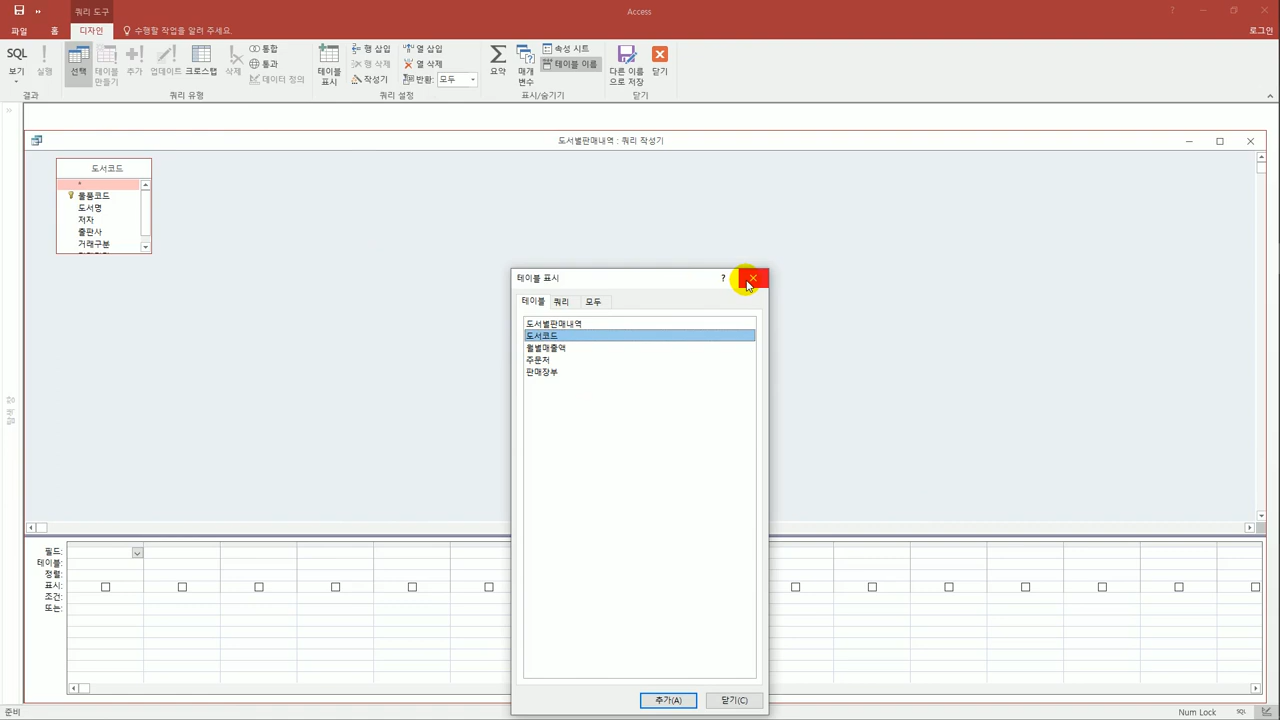 쿼리 도구
Access
파일
홈
디자인
수행할 작업을 알려 주세요.
로그인
SQL
보기
실행
선택
테이블
만들기
추가
업데이트
크로스탭
삭제
통합
통과
데이터 정의
테이블
표시
행 삽입
행 삭제
작성기
열 삽입
열 삭제
반환:
모두
요약
매개
변수
속성 시트
테이블 이름
다른 이름
으로 저장
닫기
결과
쿼리 유형
쿼리 설정
표시/숨기기
닫기
도서별판매내역 : 쿼리 작성기
도서코드
*
물품코드
도서명
저자
출판사
거래구분
테이블 표시
?
테이블
쿼리
모두
도서별판매내역
도서코드
월별매출액
주문처
판매장부
탐색 창
필드:
테이블:
정렬:
표시:
조건:
또는:
추가(A)
닫기(C)
준비
Num Lock
SQL